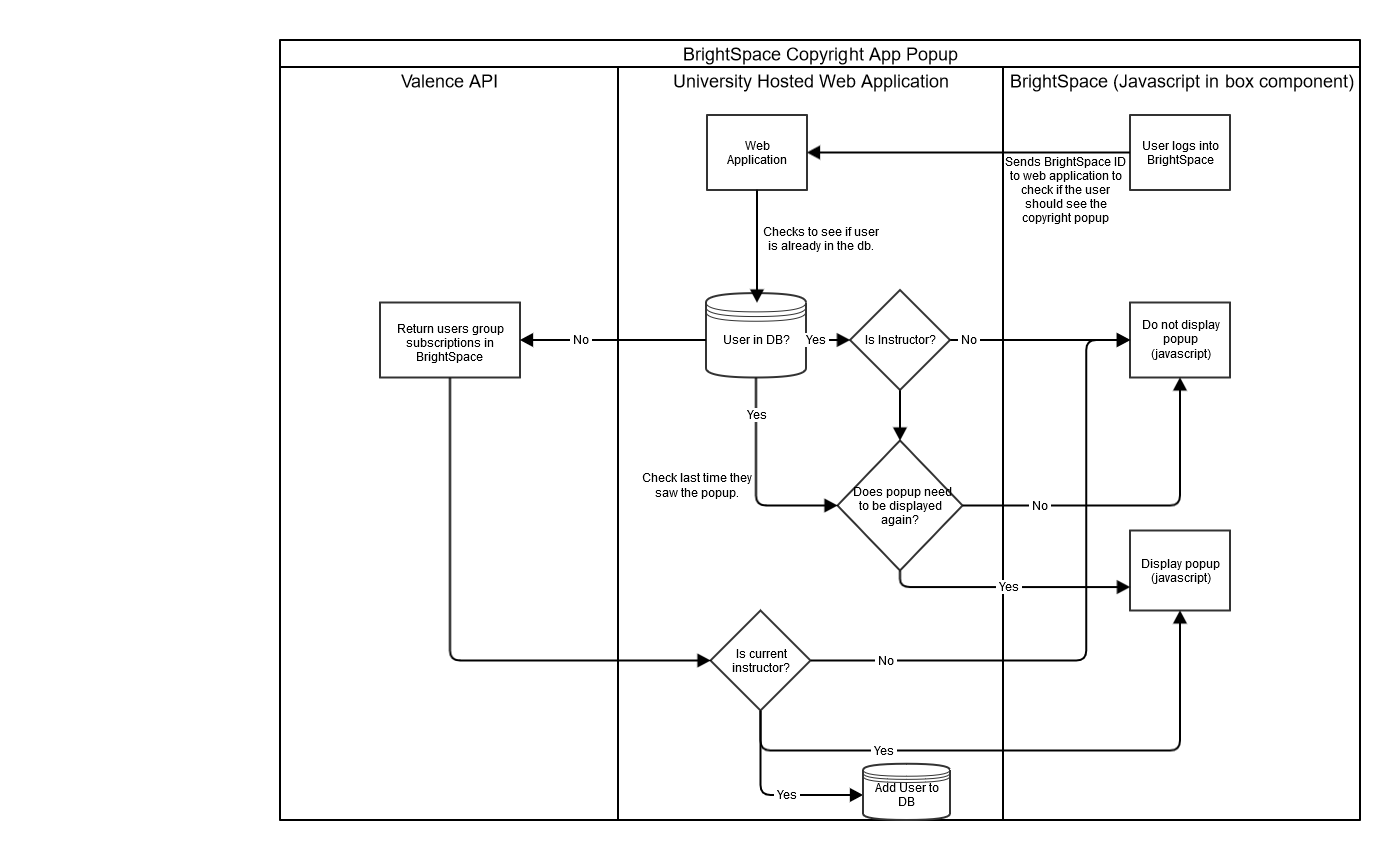 BrightSpace Copyright App Popup
Valence API
University Hosted Web Application
BrightSpace (Javascript in box component)
Web
Application
User logs into
BrightSpace
Sends BrightSpace ID
to web application to
check if the user
should see the
copyright popup
Checks to see if user
is already in the db.
Return users group
subscriptions in
BrightSpace
No
User in DB?
Yes
Is Instructor?
No
Do not display
popup
(javascript)
Yes
Check last time they
saw the popup.
Does popup need
to be displayed
again?
No
Display popup
(javascript)
Yes
Is current
instructor?
No
Yes
Yes
Add User to
DB